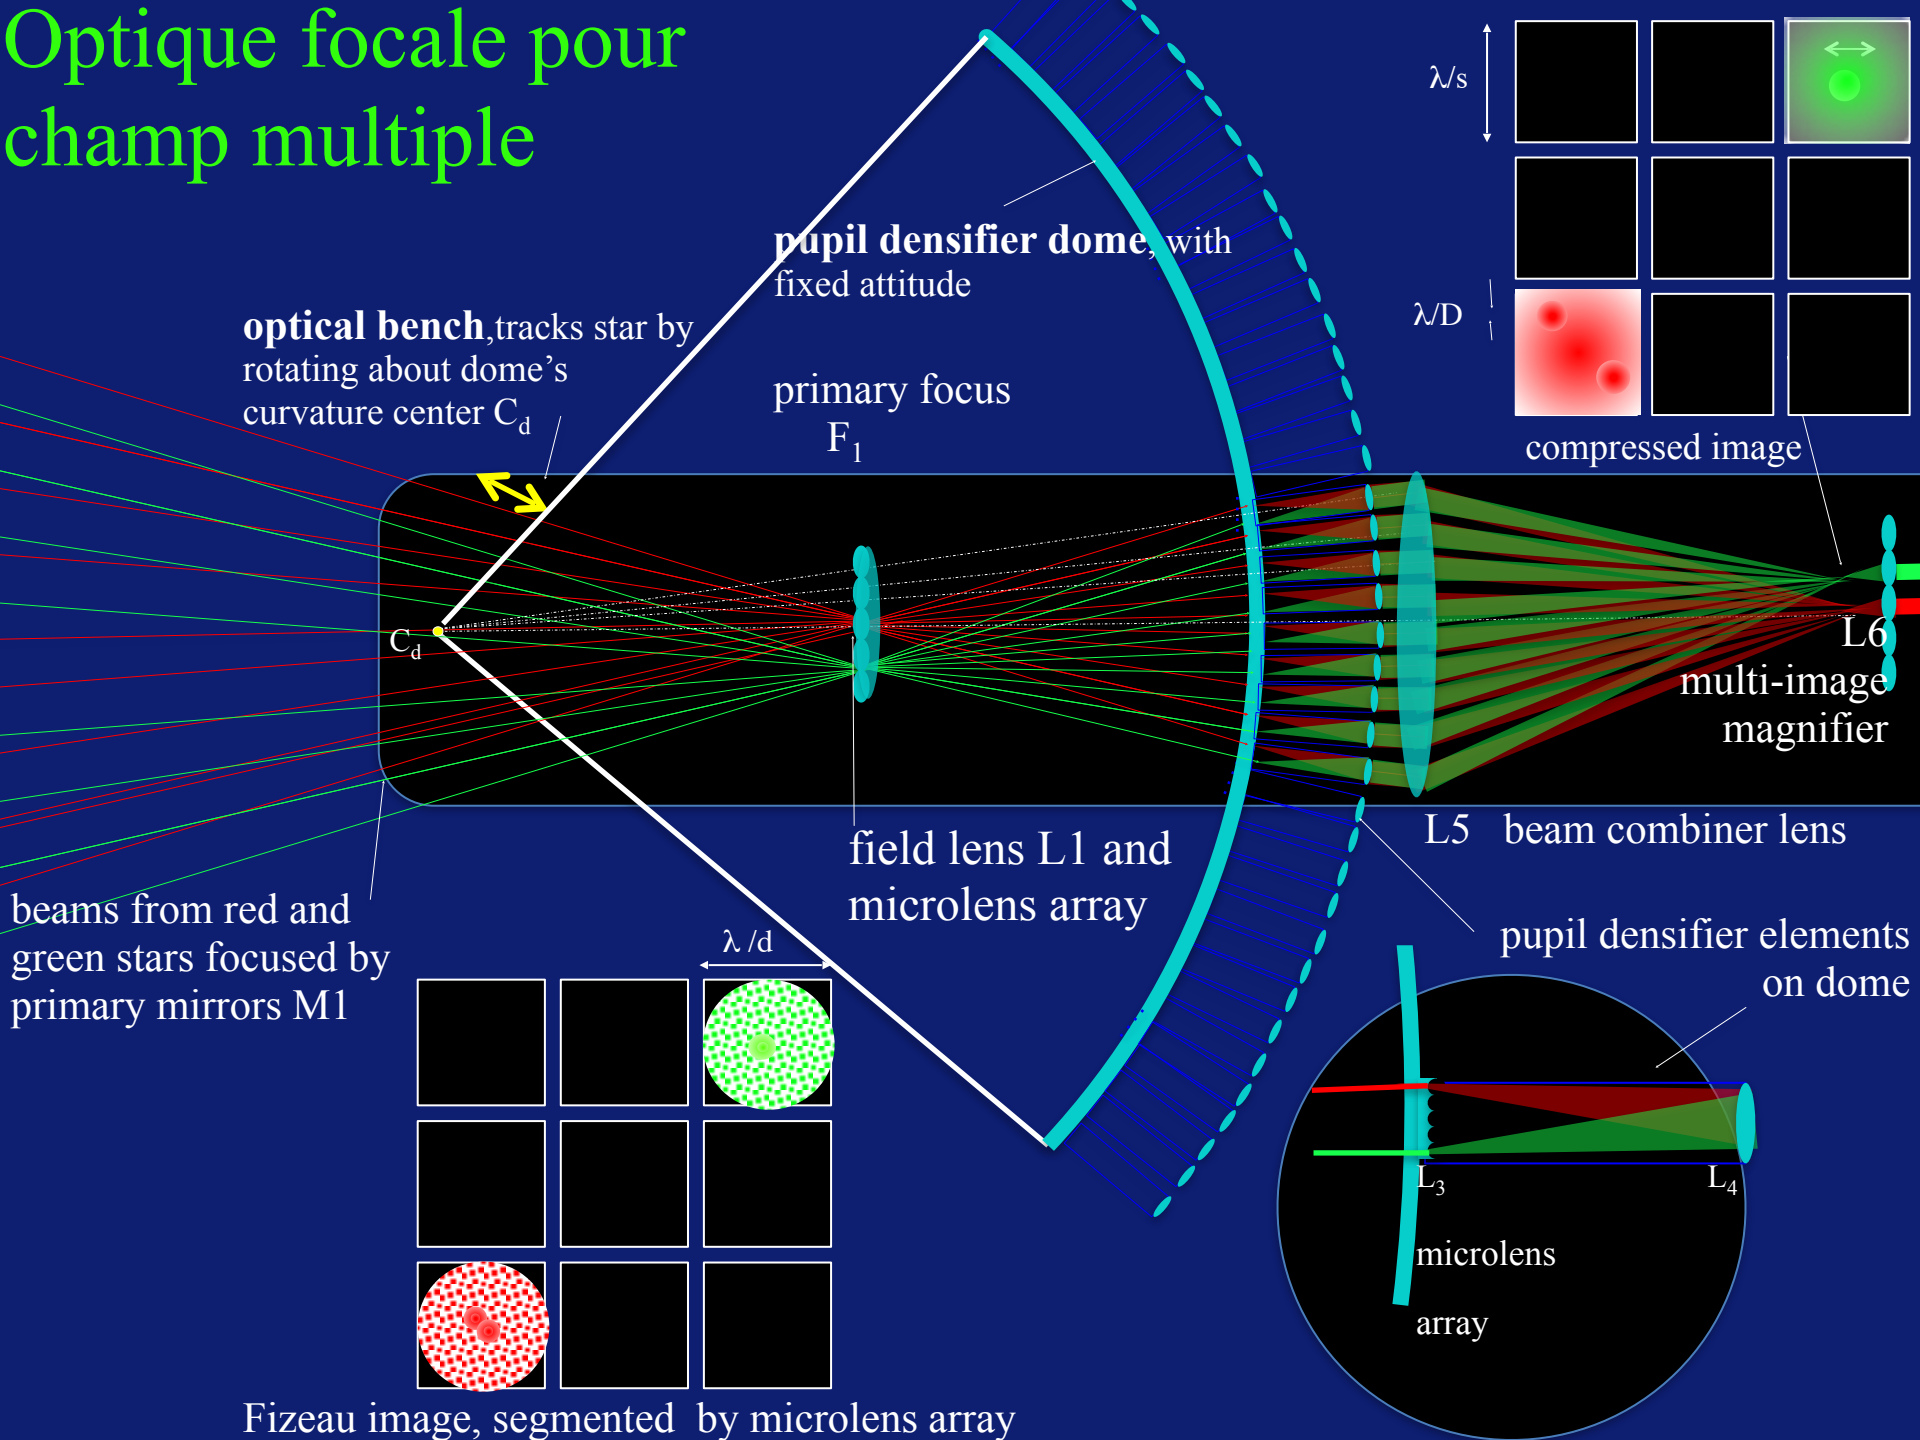 Optique focale pour
champ multiple
λ/s
pupil densifier dome, with
fixed attitude
optical bench,tracks star by
rotating about dome’s
curvature center Cd
λ/D
primary focus
F1
compressed image
Cd
L6
multi-image
magnifier
field lens L1 and
microlens array
L5 beam combiner lens
beams from red and
green stars focused by
primary mirrors M1
λ /d
pupil densifier elements
on dome
L3
L4
microlens
array
Fizeau image, segmented by microlens array